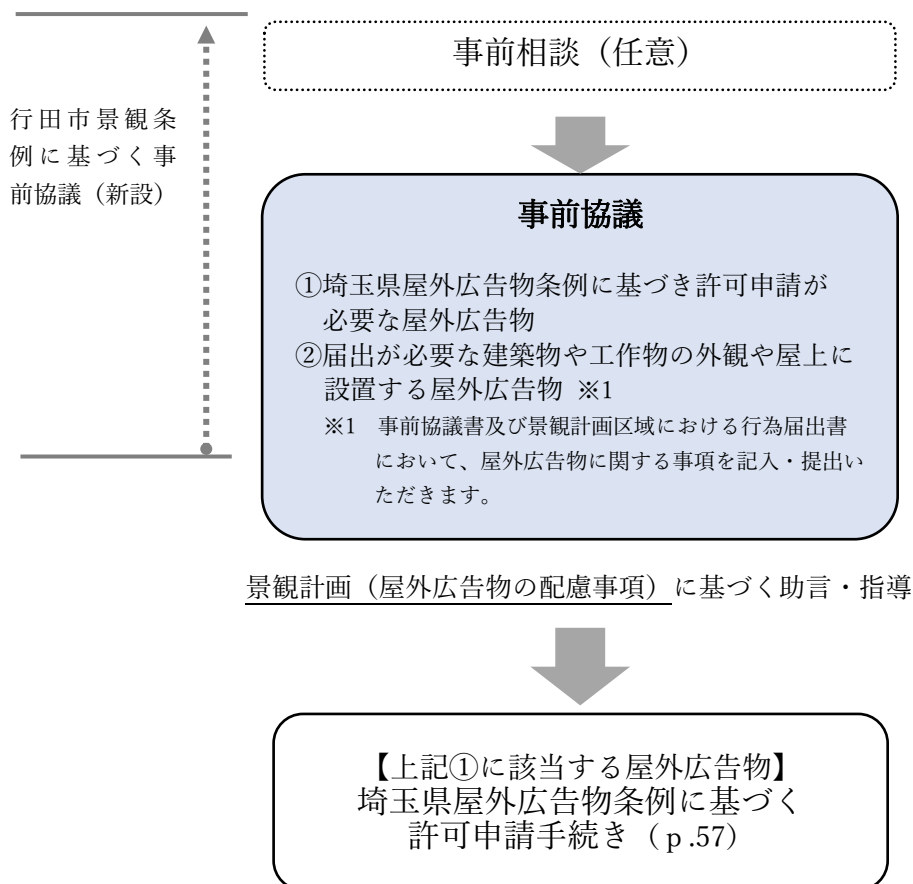 事前相談（任意）
行田市景観条
例に基づく事
前協議（新設）
事前協議
①埼玉県屋外広告物条例に基づき許可申請が
必要な屋外広告物
②届出が必要な建築物や工作物の外観や屋上に
設置する屋外広告物 ※1
※1　事前協議書及び景観計画区域における行為届出書
において、屋外広告物に関する事項を記入・提出い
ただきます。
景観計画（屋外広告物の配慮事項）に基づく助言・指導
【上記①に該当する屋外広告物】
埼玉県屋外広告物条例に基づく
許可申請手続き（p.57）